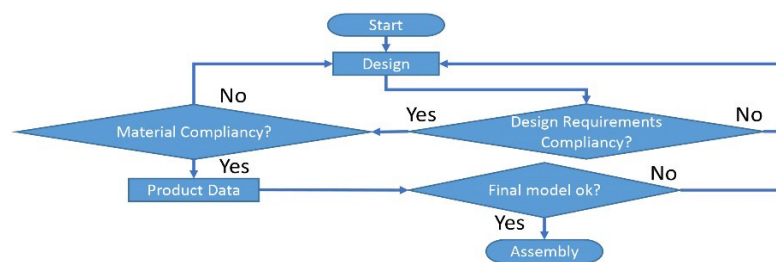 Start
Design
No
Material Compliancy?
Yes
Design Requirements
Compliancy?
No
Yes
Product Data
Final model ok?
No
Yes
Assembly